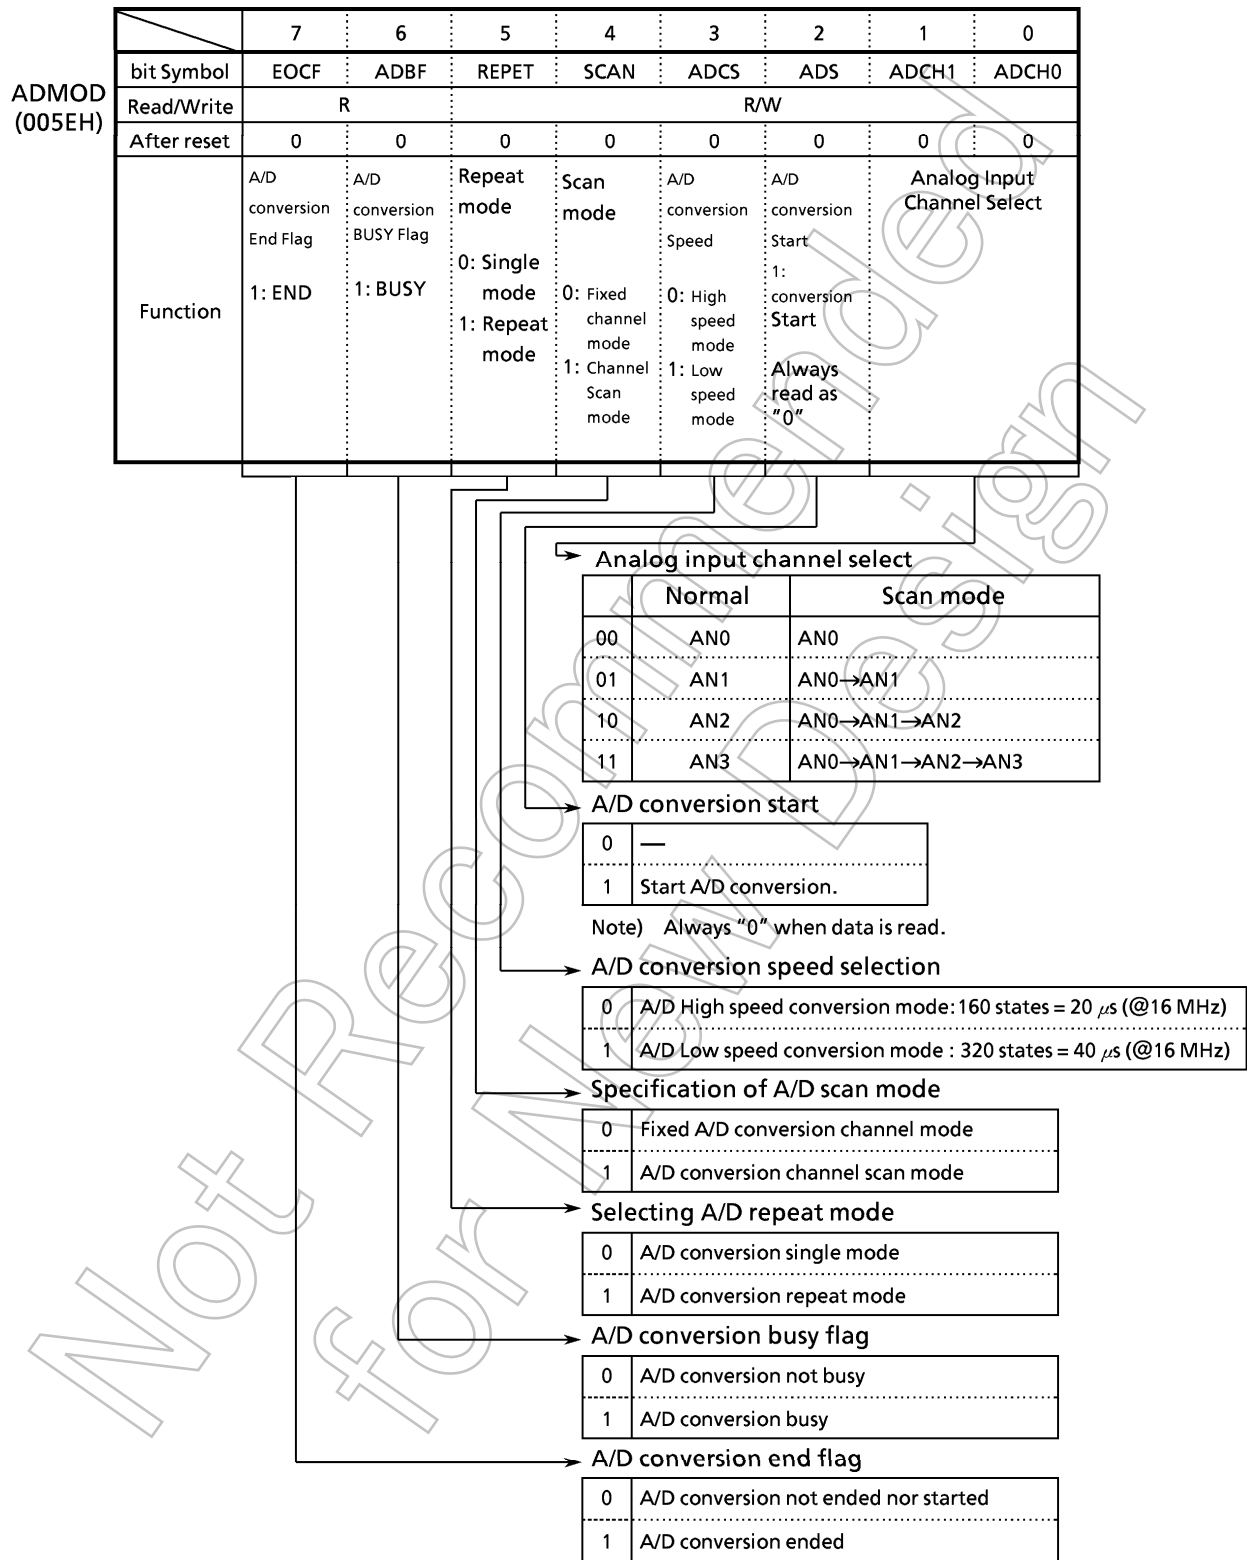 7 6 5 4 3 2 1 0
bit Symbol EOCF ADBF REPET SCAN ADCS ADS ADCH1 ADCH0
ADMOD
(005EH)
Read/Write R R/W
After reset 0 0 0 0 0 0 0 0
Function
A/D
conversion
End Flag
1: END
A/D
conversion
BUSY Flag
1: BUSY
Repeat
mode
0: Single
mode
1: Repeat
mode
Scan
mode
0: Fixed
channel
mode
1: Channel
Scan
mode
A/D
conversion
Speed
0: High
speed
mode
1: Low
speed
mode
A/D
conversion
Start
1:
conversion
Start
Always
read as
"0"
Analog Input
Channel Select
Analog input channel select
Normal Scan mode
00 AN0 AN0
01 AN1 AN0→AN1
10 AN2 AN0→AN1→AN2
11 AN3 AN0→AN1→AN2→AN3
A/D conversion start
0 —
1 Start A/D conversion.
Note) Always "0" when data is read.
A/D conversion speed selection
0 A/D High speed conversion mode: 160 states = 20 μs (@16 MHz)
1 A/D Low speed conversion mode : 320 states = 40 μs (@16 MHz)
Specification of A/D scan mode
0 Fixed A/D conversion channel mode
1 A/D conversion channel scan mode
Selecting A/D repeat mode
0 A/D conversion single mode
1 A/D conversion repeat mode
A/D conversion busy flag
0 A/D conversion not busy
1 A/D conversion busy
A/D conversion end flag
0 A/D conversion not ended nor started
1 A/D conversion ended
Not Recommended
for New Design